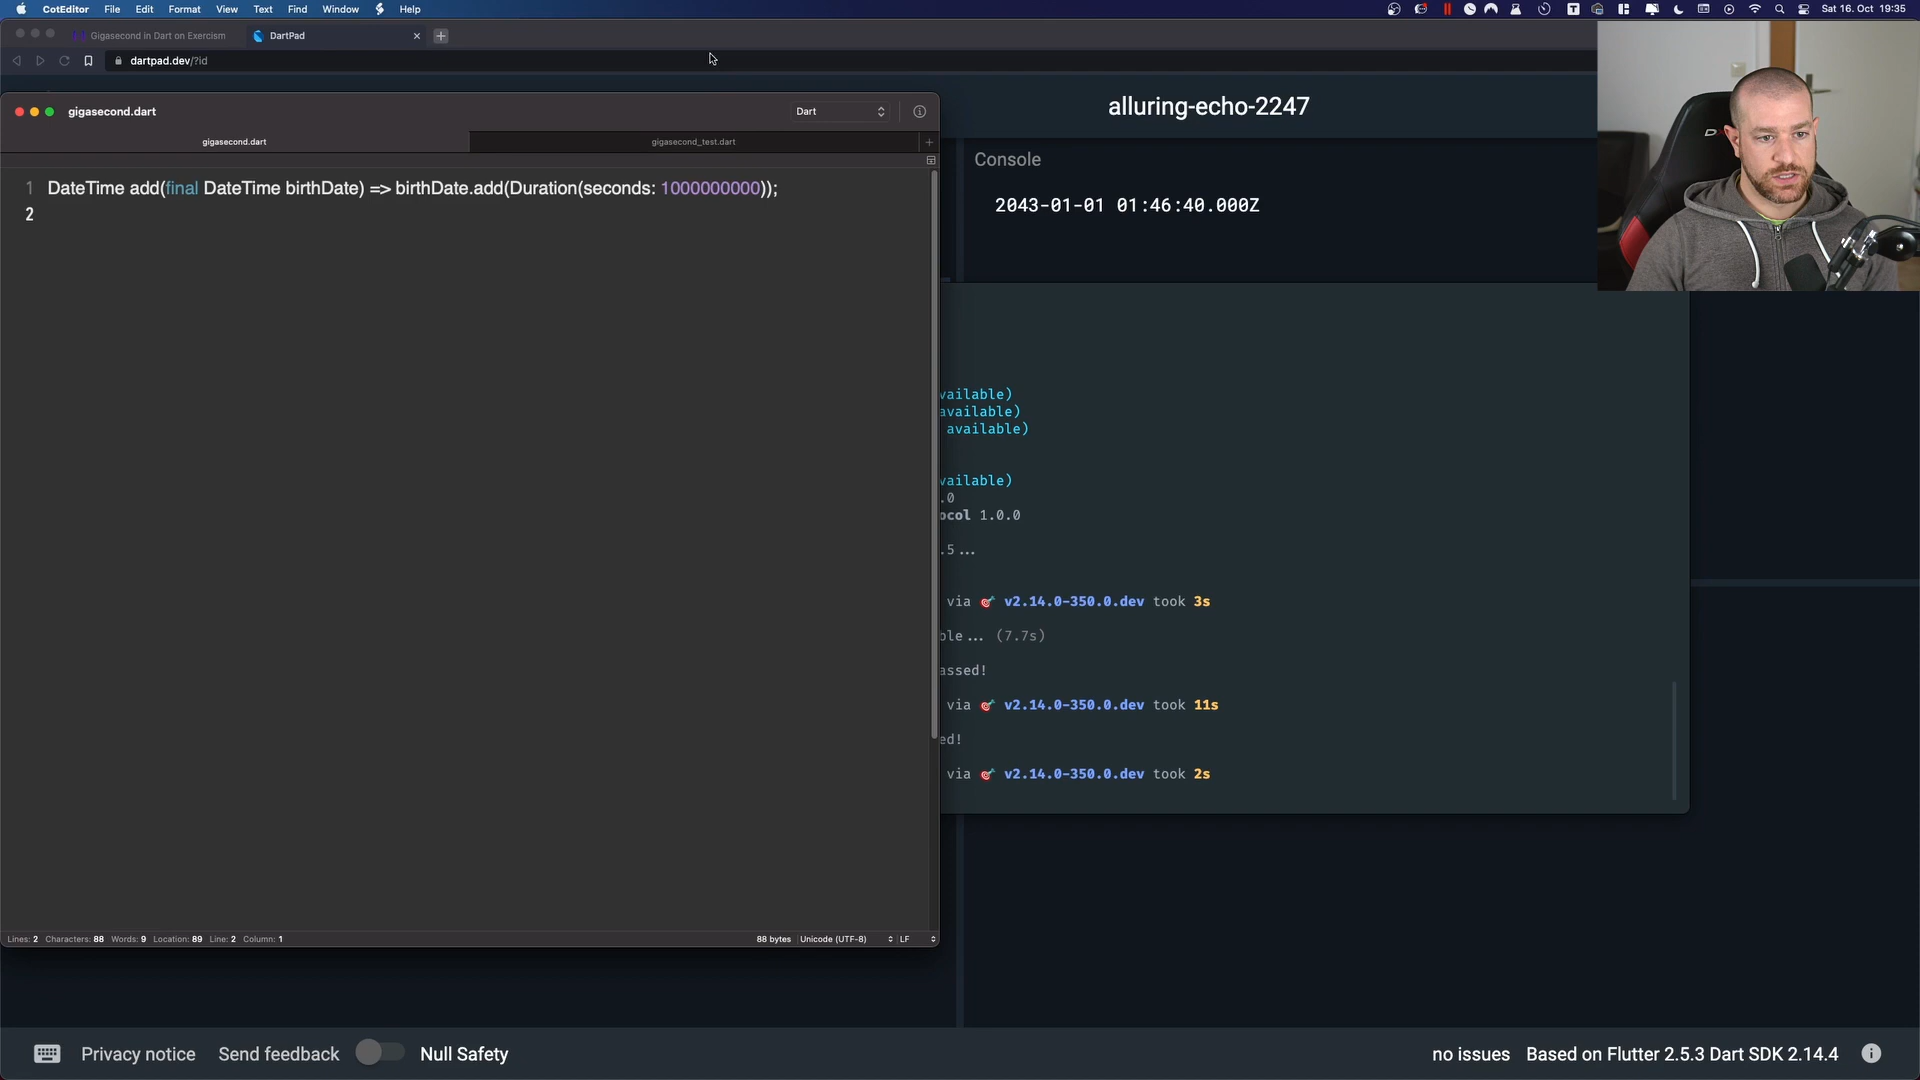 CotEditor File Edit Format View Text Find Window Help
Sat 16. Oct 19:35
Gigasecond in Dart on Exercism
DartPad
dartpad.dev/?id
gigasecond.dart
Dart
gigasecond.dart
gigasecond_test.dart
1 DateTime add(final DateTime birthDate) => birthDate.add(Duration(seconds: 1000000000));
2
alluring-echo-2247
Console
2043-01-01 01:46:40.000Z
vailable)
available)
available)
vailable)
.0
ocol 1.0.0
.5...
via v2.14.0-350.0.dev took 3s
ble... (7.7s)
assed!
via v2.14.0-350.0.dev took 11s
ed!
via v2.14.0-350.0.dev took 2s
Lines: 2 Characters: 88 Words: 9 Location: 89 Line: 2 Column: 1
88 bytes Unicode (UTF-8) LF
Privacy notice Send feedback Null Safety
no issues Based on Flutter 2.5.3 Dart SDK 2.14.4